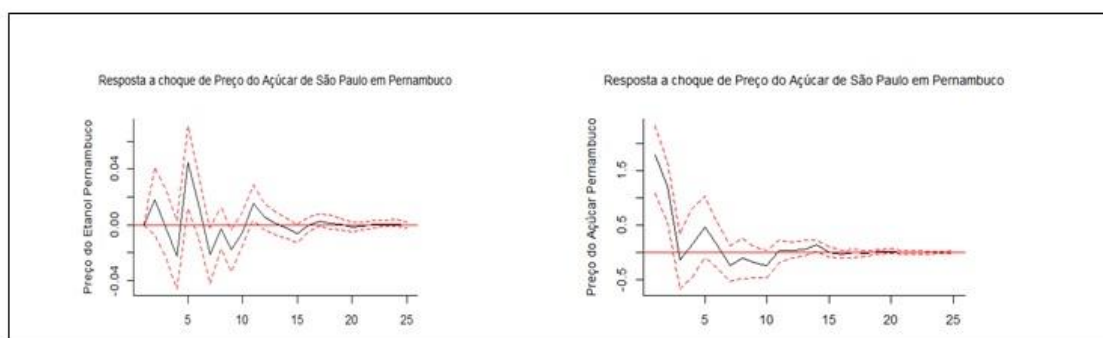 Resposta a choque de Preço do Açúcar de São Paulo em Pernambuco
Preço do Etanol Pernambuco
0.04
0.00
-0.04
5 10 15 20 25
Resposta a choque de Preço do Açúcar de São Paulo em Pernambuco
Preço do Açúcar Pernambuco
1.5
0.5
-0.5
5 10 15 20 25